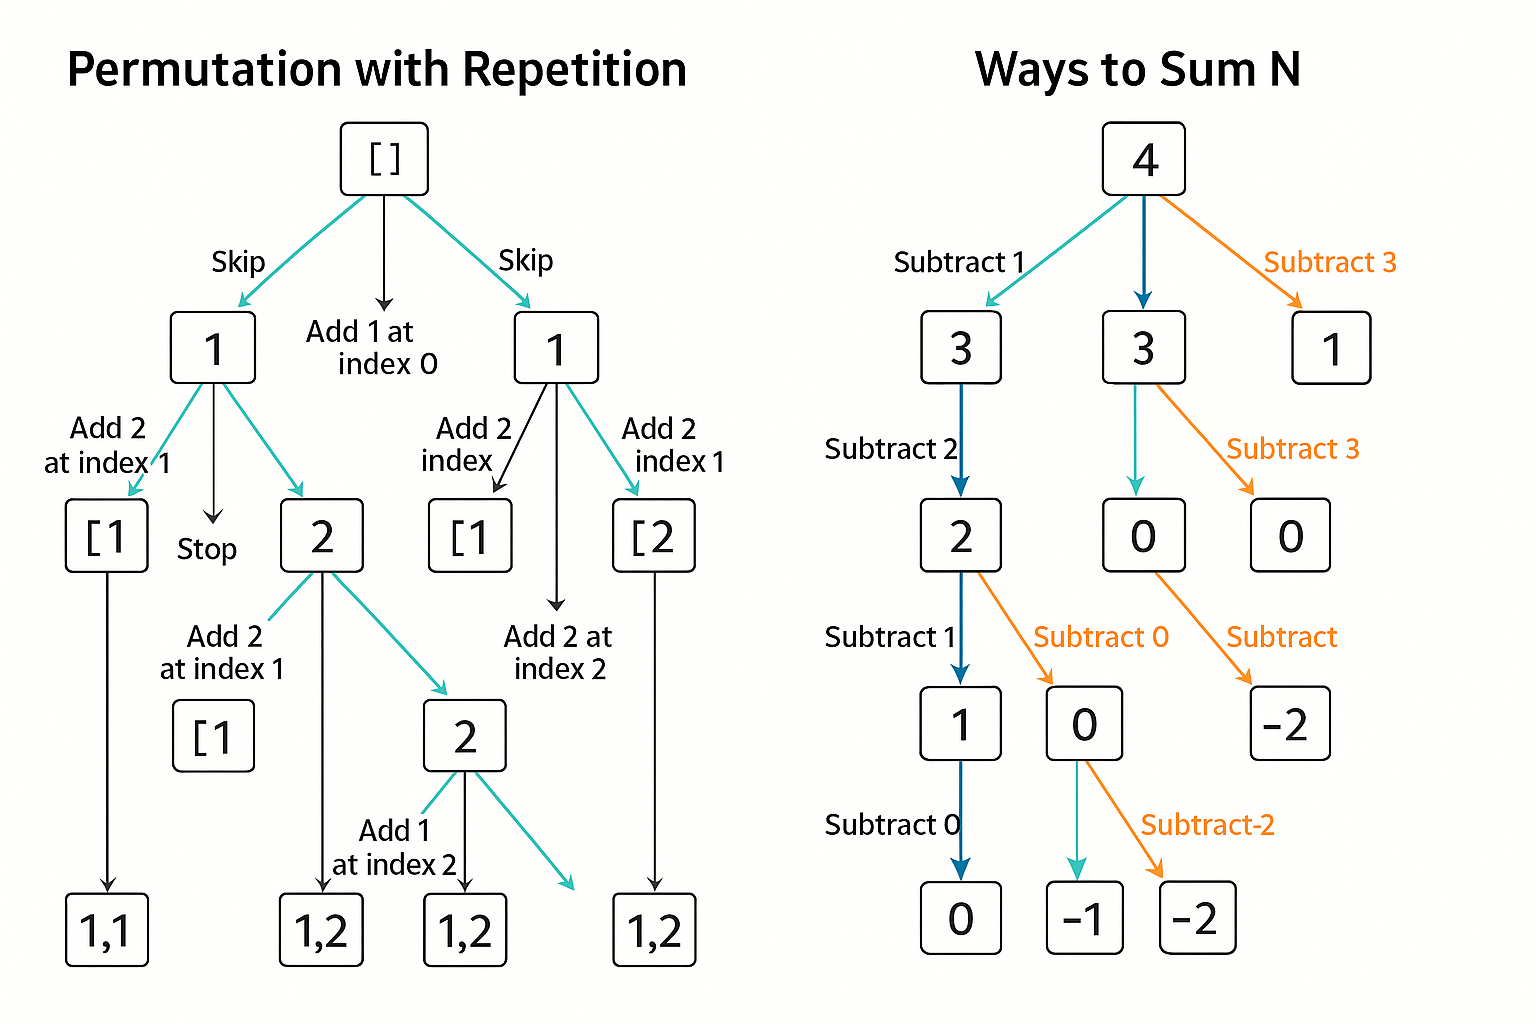 Permutation with Repetition
[]
Skip
Skip
1
Add 1 at
index 0
1
Add 2
at index 1
Add 2
index
Add 2
index 1
[1
Stop
2
[1
[2
Add 2
at index 1
Add 2 at
index 2
[1
2
Add 1
at index 2
1,1
1,2
1,2
1,2
Ways to Sum N
4
Subtract 1
Subtract 3
3
3
1
Subtract 2
Subtract 3
2
0
0
Subtract 1
Subtract 0
Subtract
1
0
-2
Subtract 0
Subtract-2
0
-1
-2